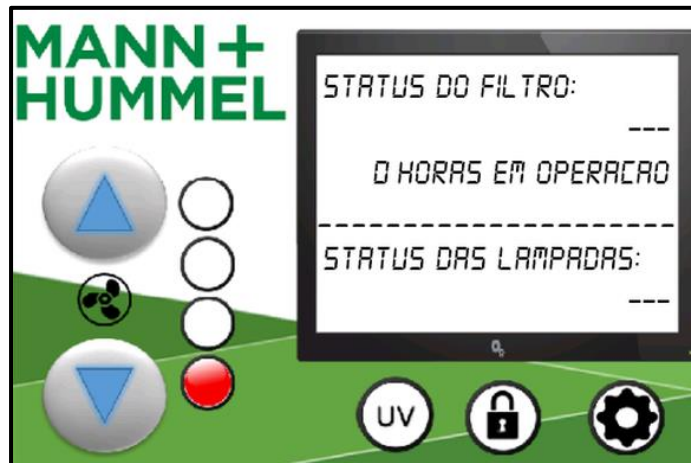 MANN+
HUMMEL
STATUS DO FILTRO:
---
0 HORAS EM OPERACAO
----------------------
STATUS DAS LAMPADAS:
---
UV